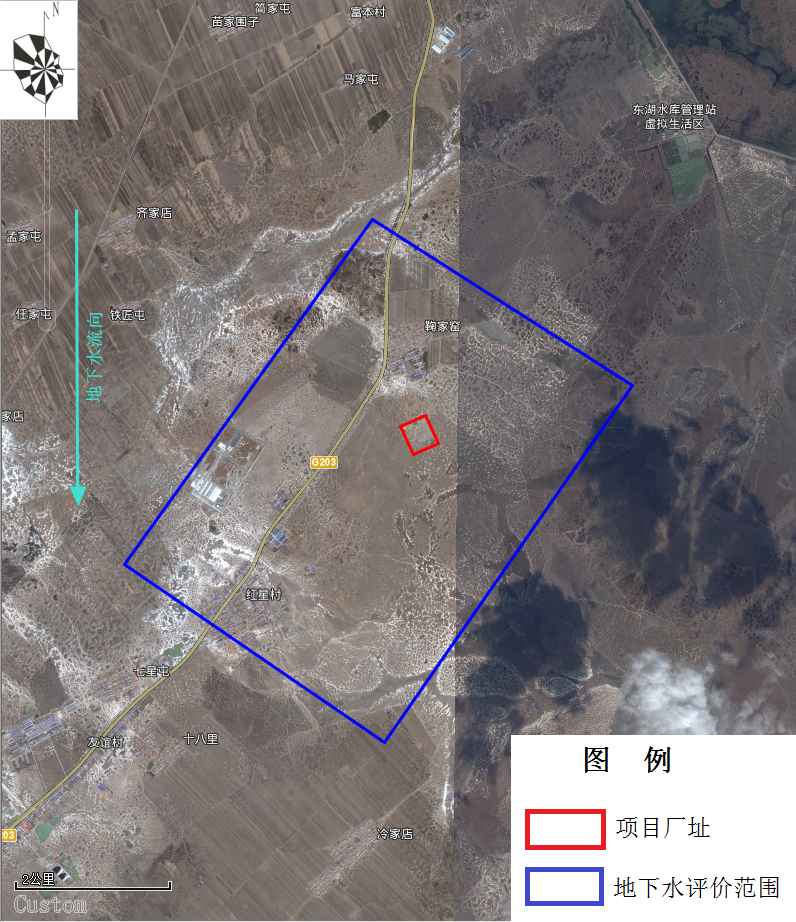 N
简家屯
苗家围子
富本村
马家屯
东湖水库管理站
虚拟生活区
齐家店
孟家屯
任家屯
铁匠屯
地下水流向
鞠家窑
家店
G203
红星村
七星屯
友谊村
十八里
203
冷家店
2公里
Custom
图 例
项目厂址
地下水评价范围